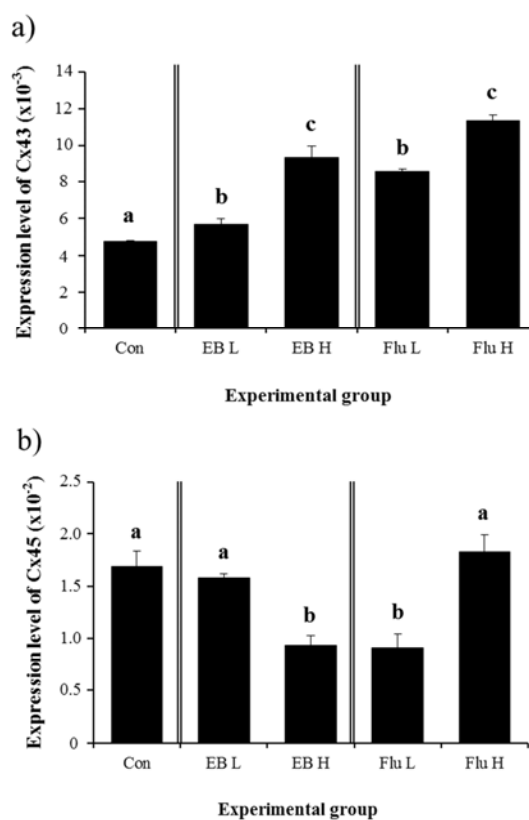 a)
Expression level of Cx43 (x10⁻³)
14
12
10
8
6
4
2
0
a
b
c
b
c
Con
EB L
EB H
Flu L
Flu H
Experimental group
b)
Expression level of Cx45 (x10⁻²)
2.5
2.0
1.5
1.0
0.5
0
a
a
b
b
a
Con
EB L
EB H
Flu L
Flu H
Experimental group